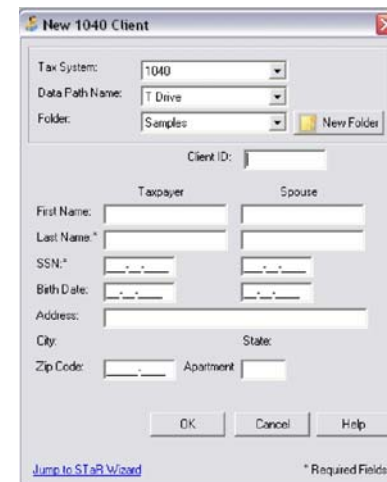 New 1040 Client
Tax System: 1040
Data Path Name: T Drive
Folder: Samples New Folder
Client ID:
Taxpayer Spouse
First Name:
Last Name:*
SSN:*
Birth Date:
Address:
City: State:
Zip Code: Apartment
OK Cancel Help
Jump to STaR Wizard * Required Fields